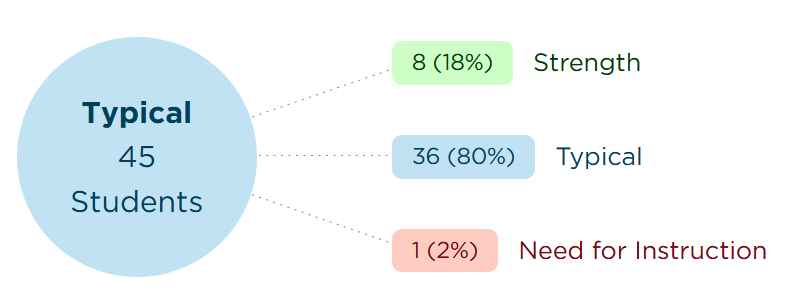 Typical
45
Students
8 (18%) Strength
36 (80%) Typical
1 (2%) Need for Instruction